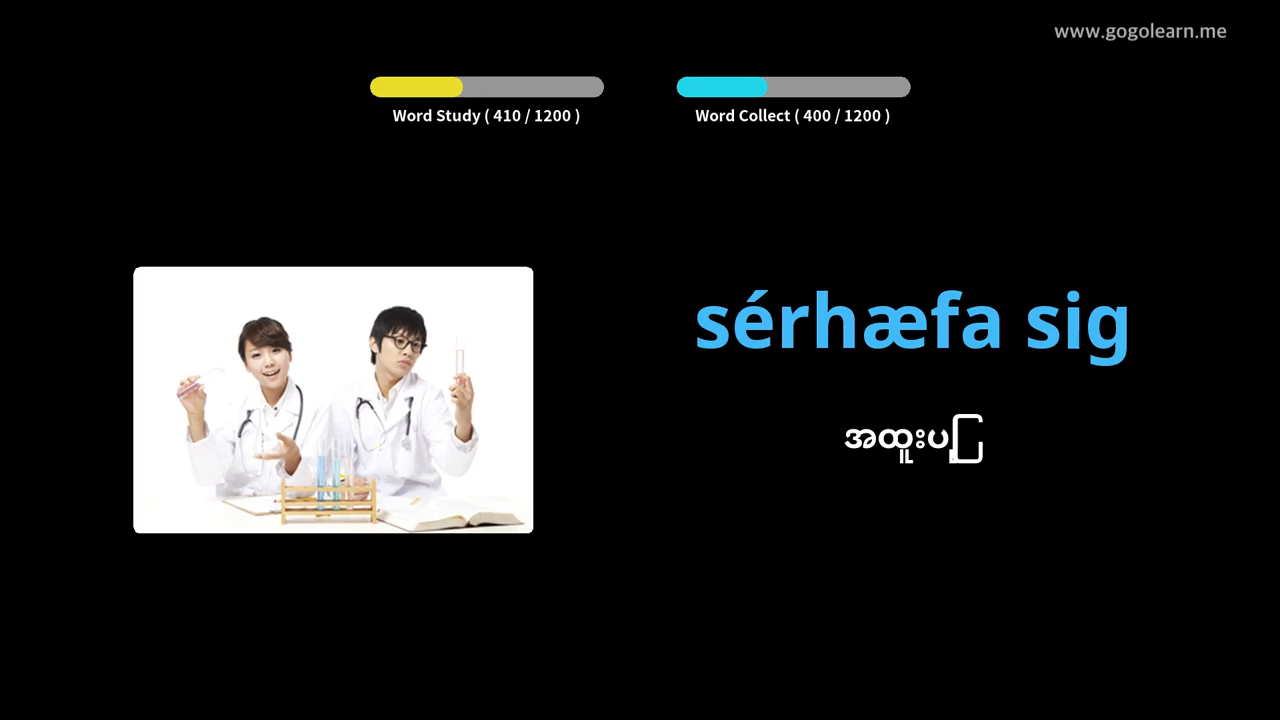 www.gogolearn.me
Word Study ( 410 / 1200 )
Word Collect ( 400 / 1200 )
sérhæfa sig
အထူးပြု